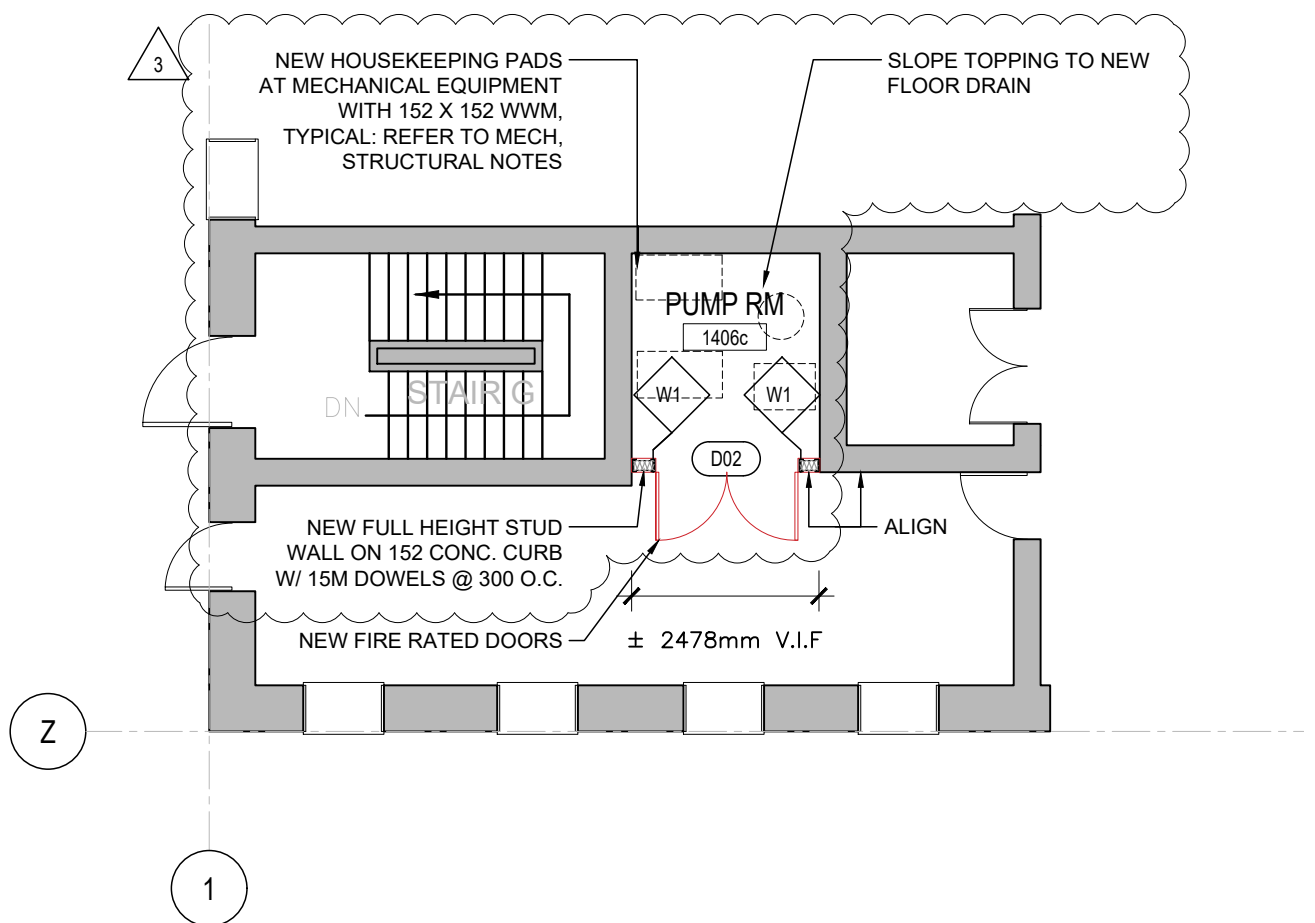 3
NEW HOUSEKEEPING PADS
AT MECHANICAL EQUIPMENT
WITH 152 X 152 WWM,
TYPICAL: REFER TO MECH,
STRUCTURAL NOTES
SLOPE TOPPING TO NEW
FLOOR DRAIN
PUMP RM
1406c
STAIR G
DN
W1
W1
D02
NEW FULL HEIGHT STUD
WALL ON 152 CONC. CURB
W/ 15M DOWELS @ 300 O.C.
ALIGN
NEW FIRE RATED DOORS
± 2478mm V.I.F
Z
1